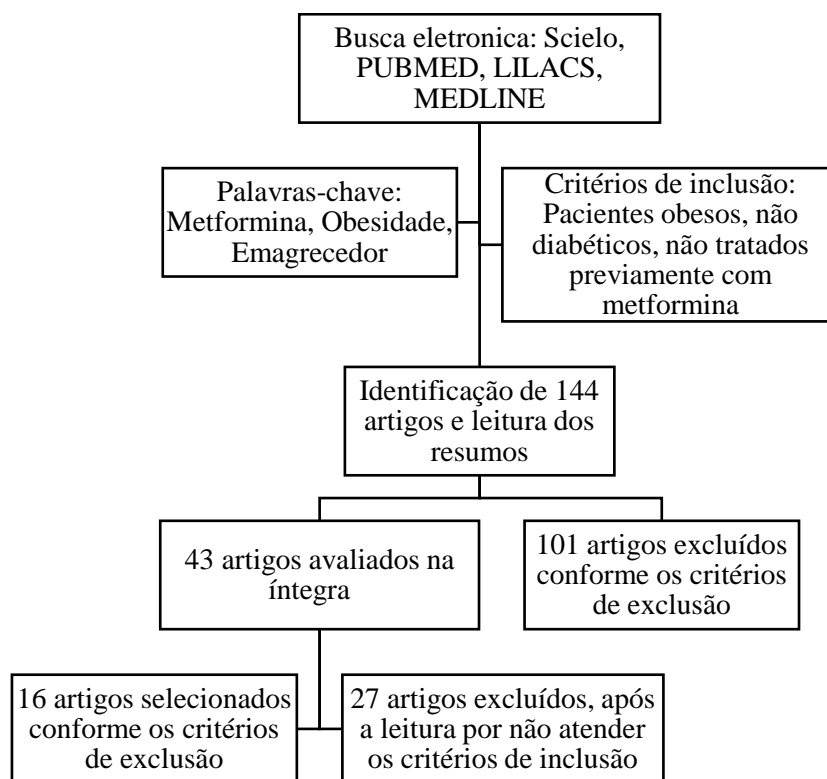 Busca eletronica: Scielo,
PUBMED, LILACS,
MEDLINE
Palavras-chave:
Metformina, Obesidade,
Emagrecedor
Critérios de inclusão:
Pacientes obesos, não
diabéticos, não tratados
previamente com
metformina
Identificação de 144
artigos e leitura dos
resumos
43 artigos avaliados na
íntegra
101 artigos excluídos
conforme os critérios
de exclusão
16 artigos selecionados
conforme os critérios
de exclusão
27 artigos excluídos, após
a leitura por não atender
os critérios de inclusão